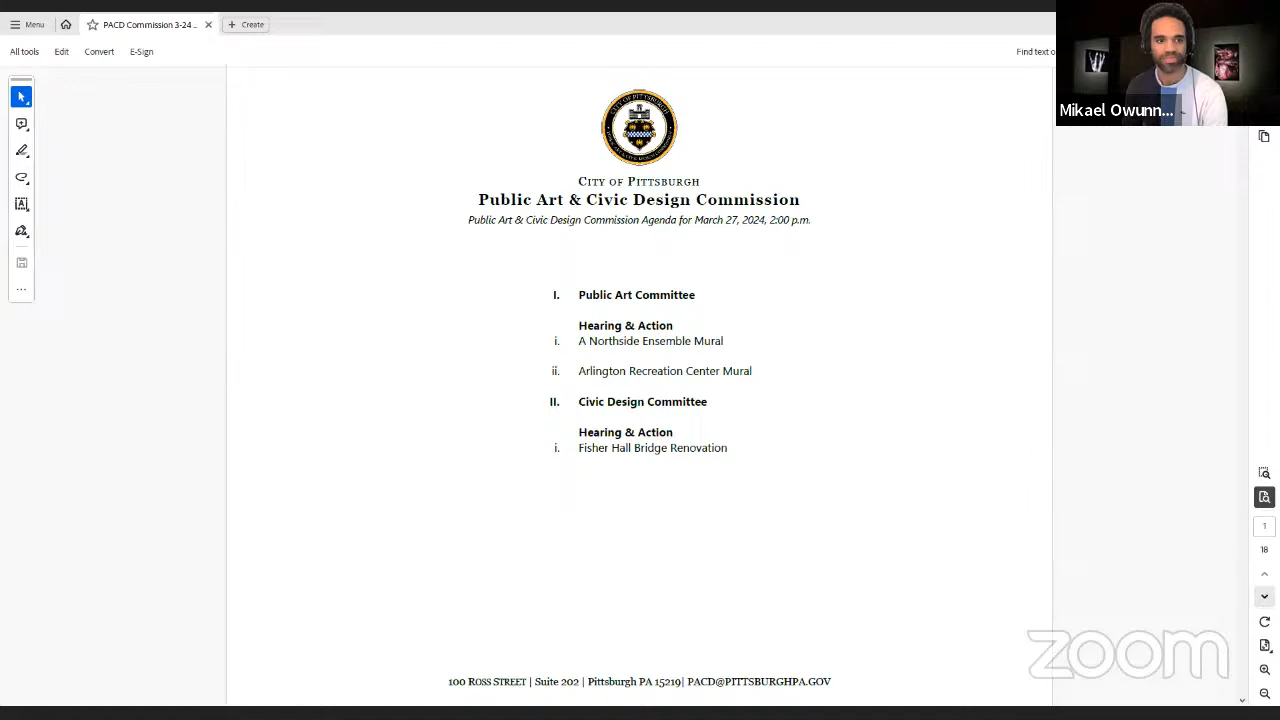 Menu
PACD Commission 3-24 ...
Create
All tools
Edit
Convert
E-Sign
Find text o
Mikael Owunn...
CITY OF PITTSBURGH
Public Art & Civic Design Commission
Public Art & Civic Design Commission Agenda for March 27, 2024, 2:00 p.m.
I. Public Art Committee
Hearing & Action
i. A Northside Ensemble Mural
ii. Arlington Recreation Center Mural
II. Civic Design Committee
Hearing & Action
i. Fisher Hall Bridge Renovation
100 ROSS STREET | Suite 202 | Pittsburgh PA 15219| PACD@PITTSBURGHPA.GOV
1
18
zoom